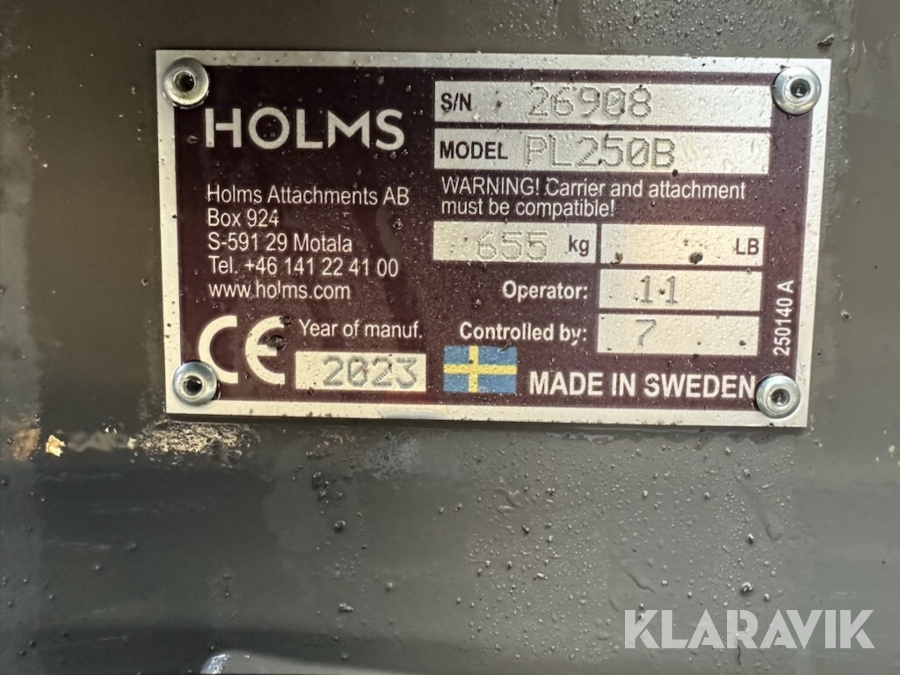 HOLMS
Holms Attachments AB
Box 924
S-591 29 Motala
Tel. +46 141 22 41 00
www.holms.com
CE
Year of manuf.
2023
S/N 26908
MODEL PL250B
WARNING! Carrier and attachment
must be compatible!
655 kg LB
Operator: 11
Controlled by: 7
MADE IN SWEDEN
250140 A
KLARAVIK